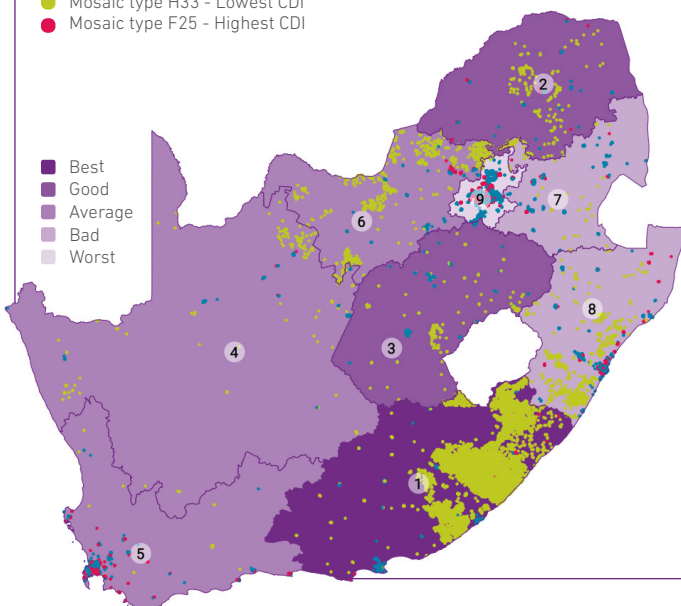 Mosaic type H33 - Lowest CDI
Mosaic type F25 - Highest CDI
2
Best
Good
Average
Bad
Worst
9
7
6
8
3
4
1
5